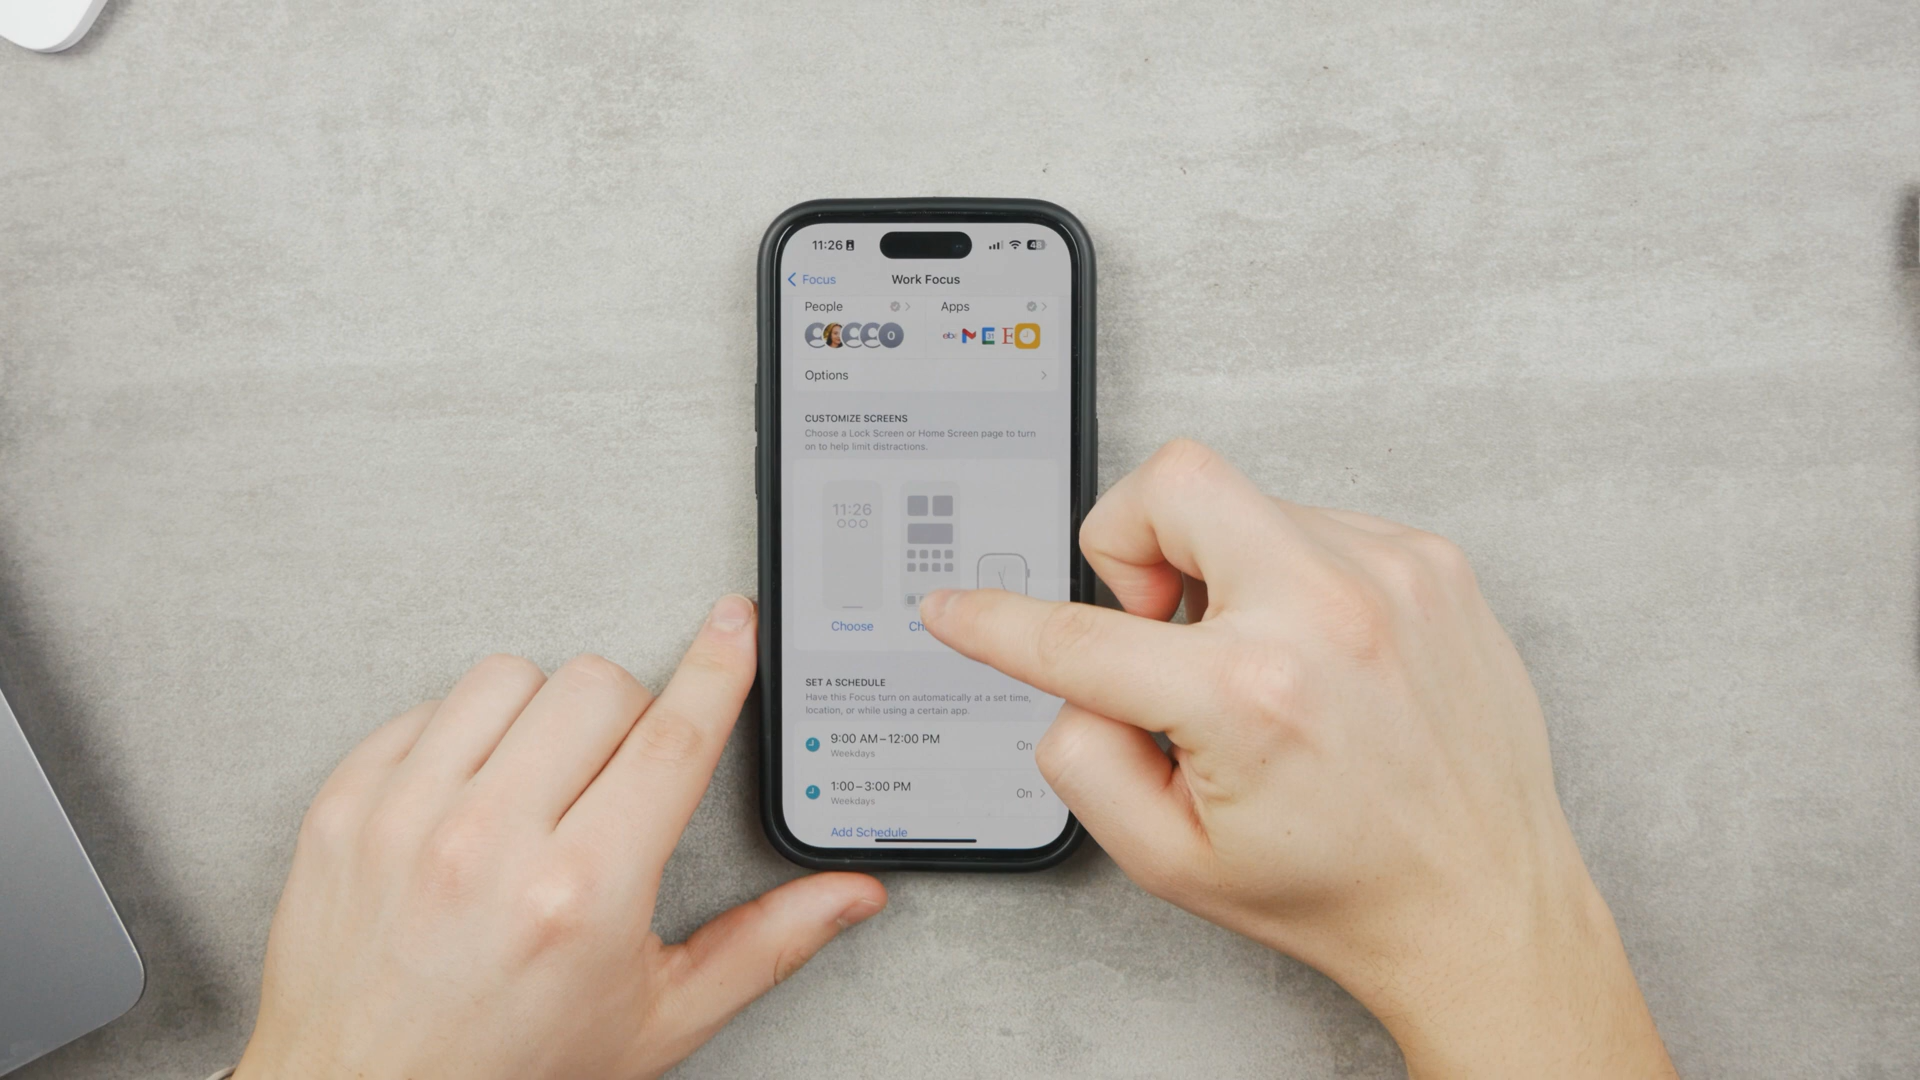 11:26
Focus
Work Focus
People
Apps
0
31
E
Options
CUSTOMIZE SCREENS
Choose a Lock Screen or Home Screen page to turn
on to help limit distractions.
11:26
Choose
Ch
SET A SCHEDULE
Have this Focus turn on automatically at a set time,
location, or while using a certain app.
9:00 AM–12:00 PM
On
Weekdays
1:00–3:00 PM
On
Weekdays
Add Schedule